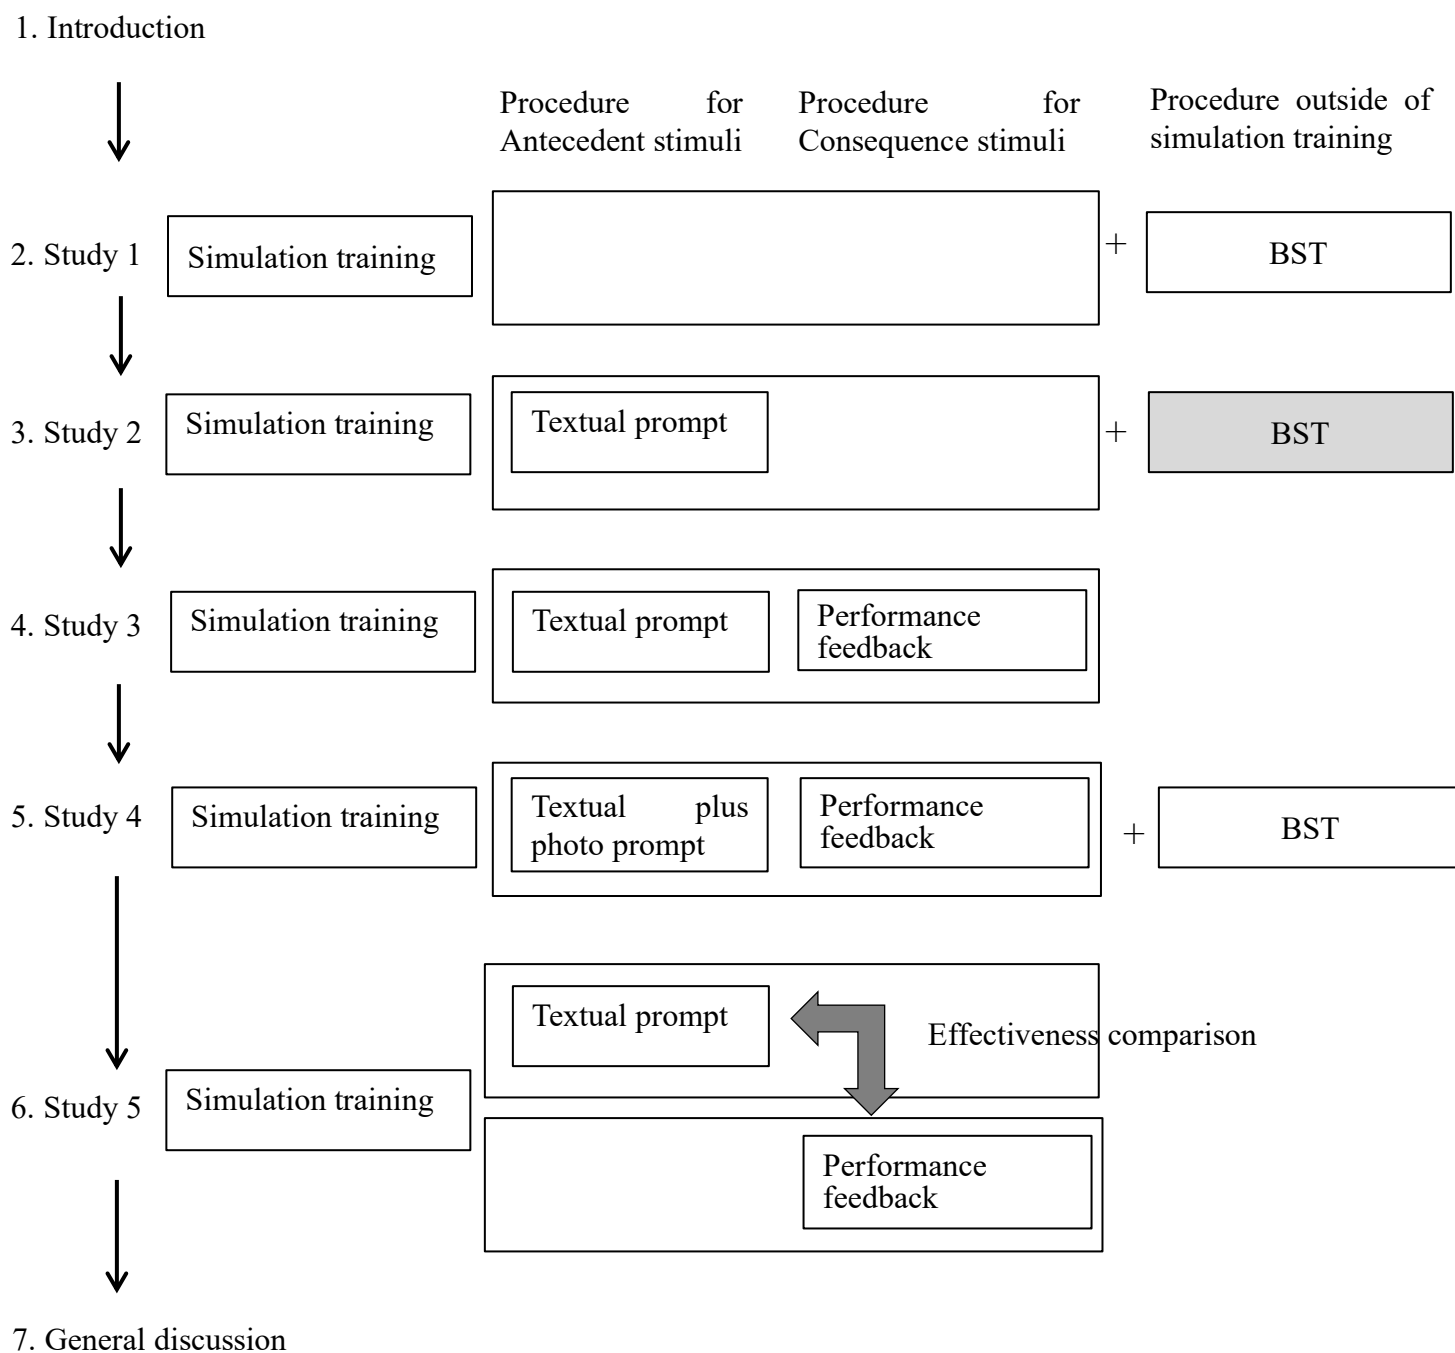 1. Introduction
Procedure for
Antecedent stimuli
Procedure for
Consequence stimuli
Procedure outside of
simulation training
2. Study 1
Simulation training
+
BST
3. Study 2
Simulation training
Textual prompt
+
BST
4. Study 3
Simulation training
Textual prompt
Performance
feedback
5. Study 4
Simulation training
Textual plus
photo prompt
Performance
feedback
+
BST
Textual prompt
Effectiveness comparison
6. Study 5
Simulation training
Performance
feedback
7. General discussion